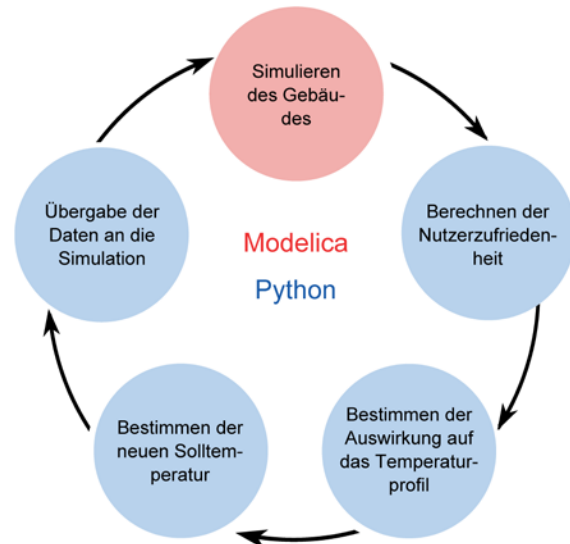 Simulieren
des Gebäu-
des
Berechnen der
Nutzerzufrieden-
heit
Bestimmen der
Auswirkung auf
das Temperatur-
profil
Bestimmen der
neuen Solltem-
peratur
Übergabe der
Daten an die
Simulation
Modelica
Python